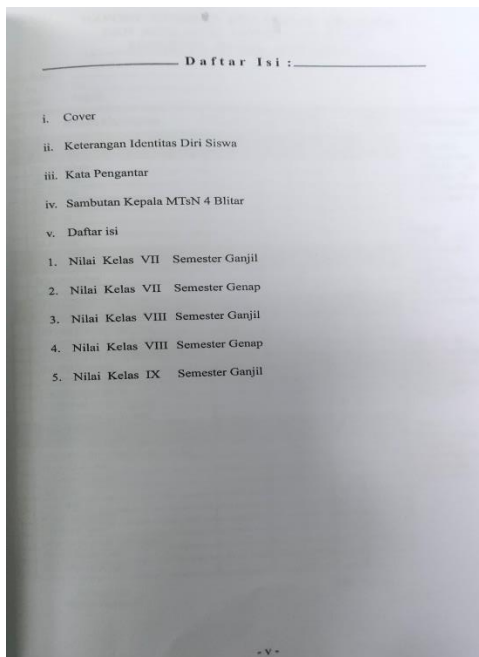 Daftar Isi :
i. Cover
ii. Keterangan Identitas Diri Siswa
iii. Kata Pengantar
iv. Sambutan Kepala MTsN 4 Blitar
v. Daftar isi
1. Nilai Kelas VII Semester Ganjil
2. Nilai Kelas VII Semester Genap
3. Nilai Kelas VIII Semester Ganjil
4. Nilai Kelas VIII Semester Genap
5. Nilai Kelas IX Semester Ganjil
- v -